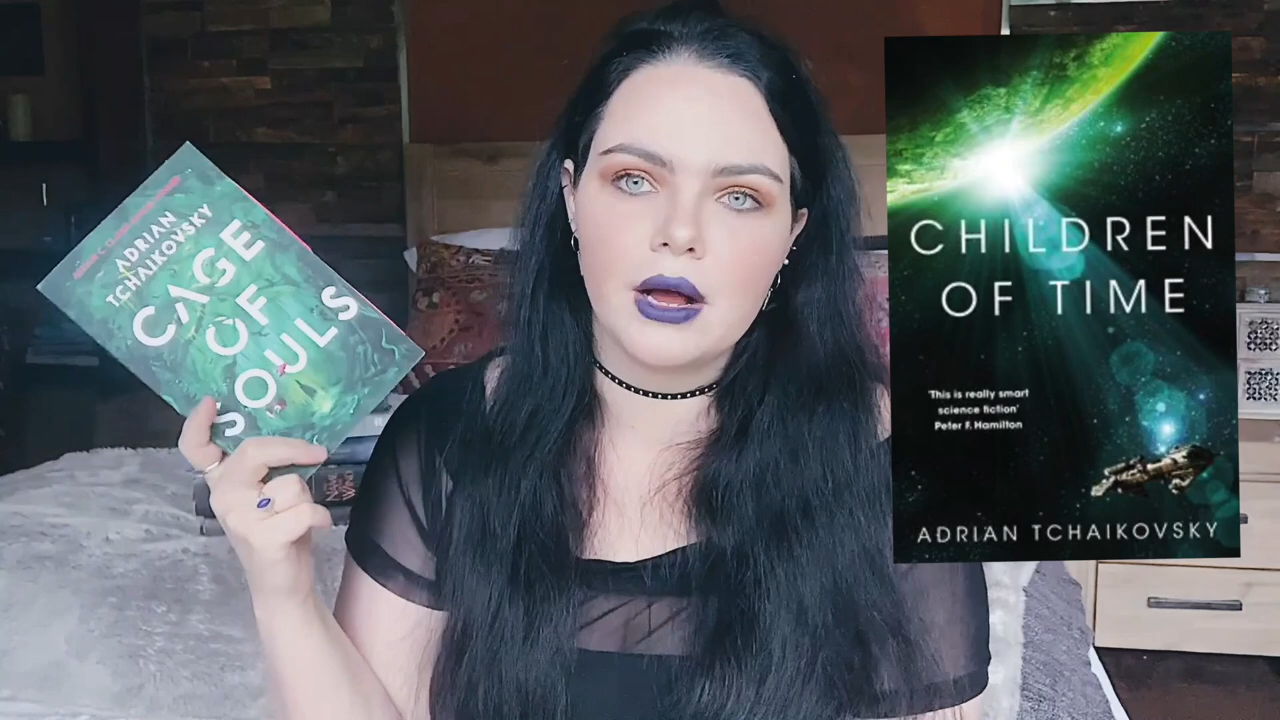 ADRIAN
TCHAIKOVSKY
CAGE
OF
SOULS
CHILDREN
OF TIME
'This is really smart
science fiction'
Peter F. Hamilton
ADRIAN TCHAIKOVSKY